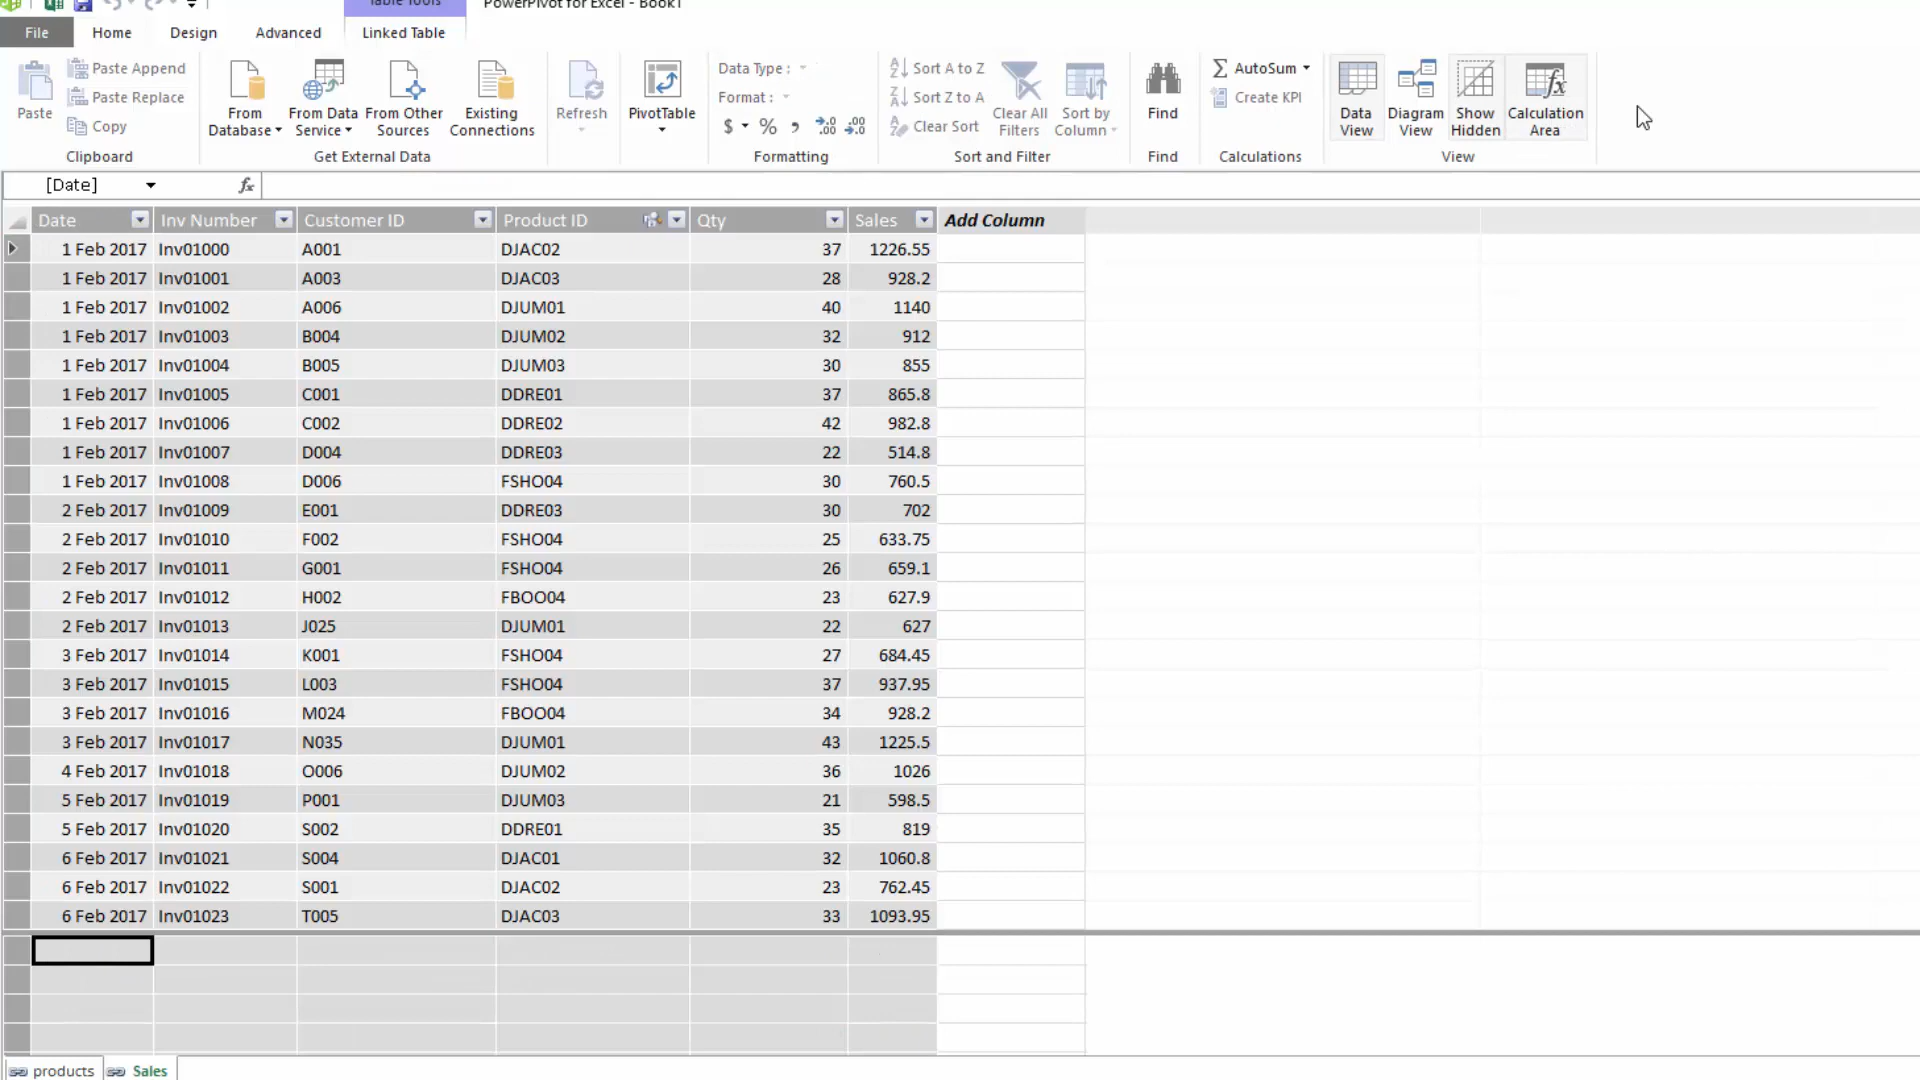 Table Tools
PowerPivot for Excel - Book1
File Home Design Advanced Linked Table
Paste
Paste Append
Paste Replace
Copy
Clipboard
From Database
From Data Service
From Other Sources
Existing Connections
Get External Data
Refresh
PivotTable
Data Type :
Format :
$ % ,
Formatting
Sort A to Z
Sort Z to A
Clear Sort
Clear All Filters
Sort by Column
Sort and Filter
Find
Find
AutoSum
Create KPI
Calculations
Data View
Diagram View
Show Hidden
Calculation Area
View
[Date] fx
Date Inv Number Customer ID Product ID Qty Sales Add Column
1 Feb 2017 Inv01000 A001 DJAC02 37 1226.55
1 Feb 2017 Inv01001 A003 DJAC03 28 928.2
1 Feb 2017 Inv01002 A006 DJUM01 40 1140
1 Feb 2017 Inv01003 B004 DJUM02 32 912
1 Feb 2017 Inv01004 B005 DJUM03 30 855
1 Feb 2017 Inv01005 C001 DDRE01 37 865.8
1 Feb 2017 Inv01006 C002 DDRE02 42 982.8
1 Feb 2017 Inv01007 D004 DDRE03 22 514.8
1 Feb 2017 Inv01008 D006 FSHO04 30 760.5
2 Feb 2017 Inv01009 E001 DDRE03 30 702
2 Feb 2017 Inv01010 F002 FSHO04 25 633.75
2 Feb 2017 Inv01011 G001 FSHO04 26 659.1
2 Feb 2017 Inv01012 H002 FBOO04 23 627.9
2 Feb 2017 Inv01013 J025 DJUM01 22 627
3 Feb 2017 Inv01014 K001 FSHO04 27 684.45
3 Feb 2017 Inv01015 L003 FSHO04 37 937.95
3 Feb 2017 Inv01016 M024 FBOO04 34 928.2
3 Feb 2017 Inv01017 N035 DJUM01 43 1225.5
4 Feb 2017 Inv01018 O006 DJUM02 36 1026
5 Feb 2017 Inv01019 P001 DJUM03 21 598.5
5 Feb 2017 Inv01020 S002 DDRE01 35 819
6 Feb 2017 Inv01021 S004 DJAC01 32 1060.8
6 Feb 2017 Inv01022 S001 DJAC02 23 762.45
6 Feb 2017 Inv01023 T005 DJAC03 33 1093.95
products Sales